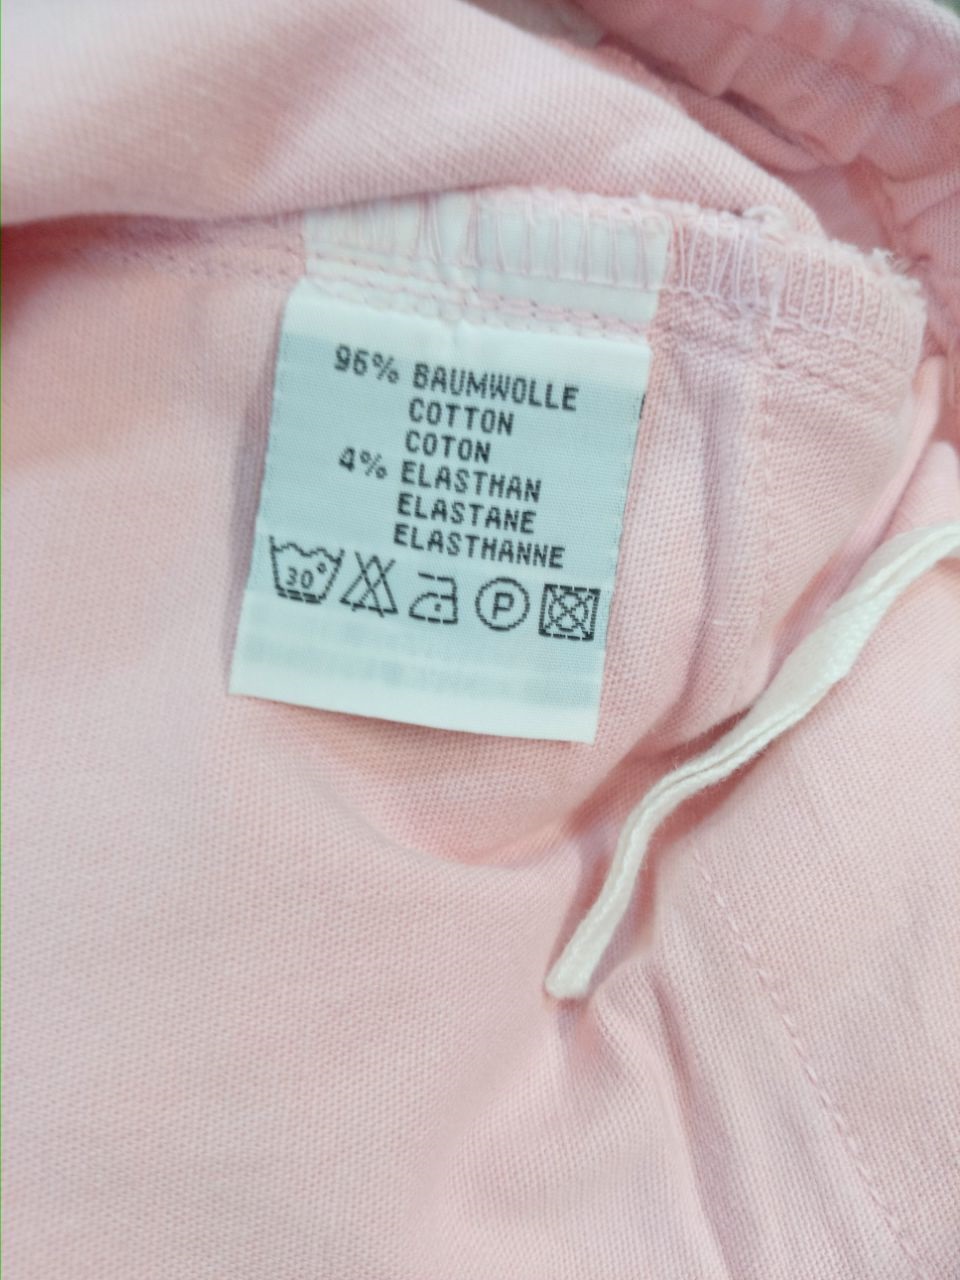 96% BAUMWOLLE
COTTON
COTON
4% ELASTHAN
ELASTANE
ELASTHANNE
30° P